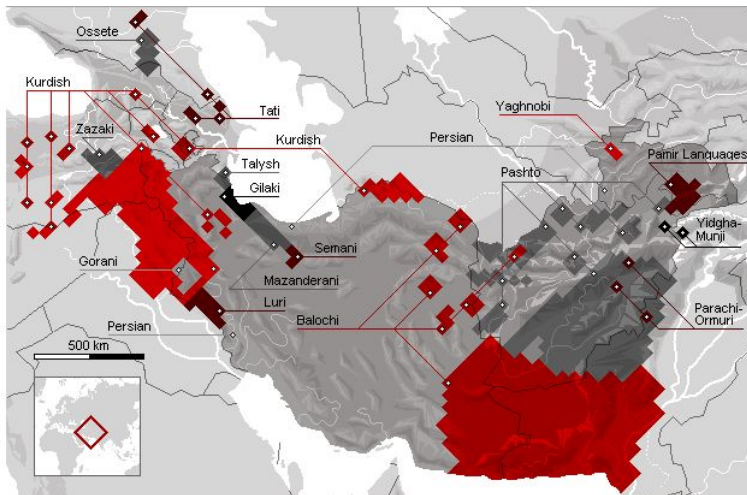 Ossete
Kurdish
Tati
Zazaki
Kurdish
Persian
Yaghnobi
Talysh
Pashto
Pamir Languages
Gilaki
Yidgha-
Munji
Semani
Gorani
Mazanderani
Luri
Parachi-
Ormuri
Persian
Balochi
500 km